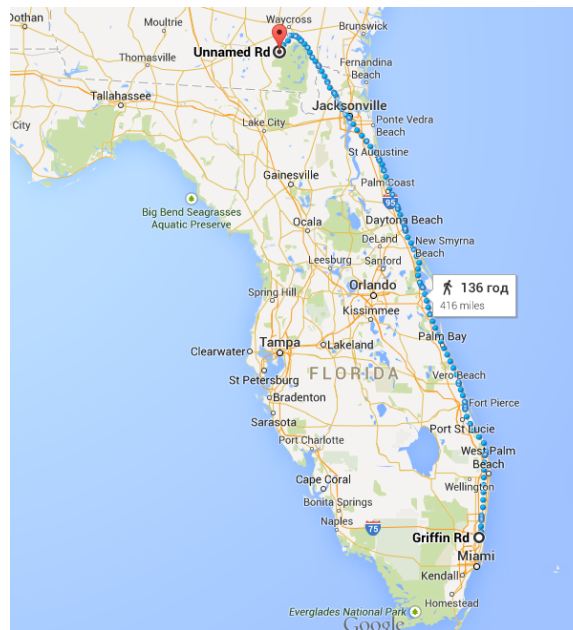 Dothan
Moultrie
Waycross
Brunswick
Unnamed Rd
Thomasville
Fernandina
Beach
Tallahassee
Jacksonville
City
Lake City
Ponte Vedra
Beach
St Augustine
Gainesville
Palm Coast
95
Big Bend Seagrasses
Aquatic Preserve
Ocala
Daytona Beach
DeLand
New Smyrna
Beach
Leesburg
Sanford
Orlando
136 год
416 miles
Spring Hill
Kissimmee
Palm Bay
Clearwater
Tampa
Lakeland
FLORIDA
Vero Beach
St Petersburg
Bradenton
Fort Pierce
Sarasota
Port St Lucie
Port Charlotte
West Palm
Beach
Cape Coral
Wellington
Bonita Springs
Naples
75
Griffin Rd
Miami
Kendall
Homestead
Everglades National Park
Google